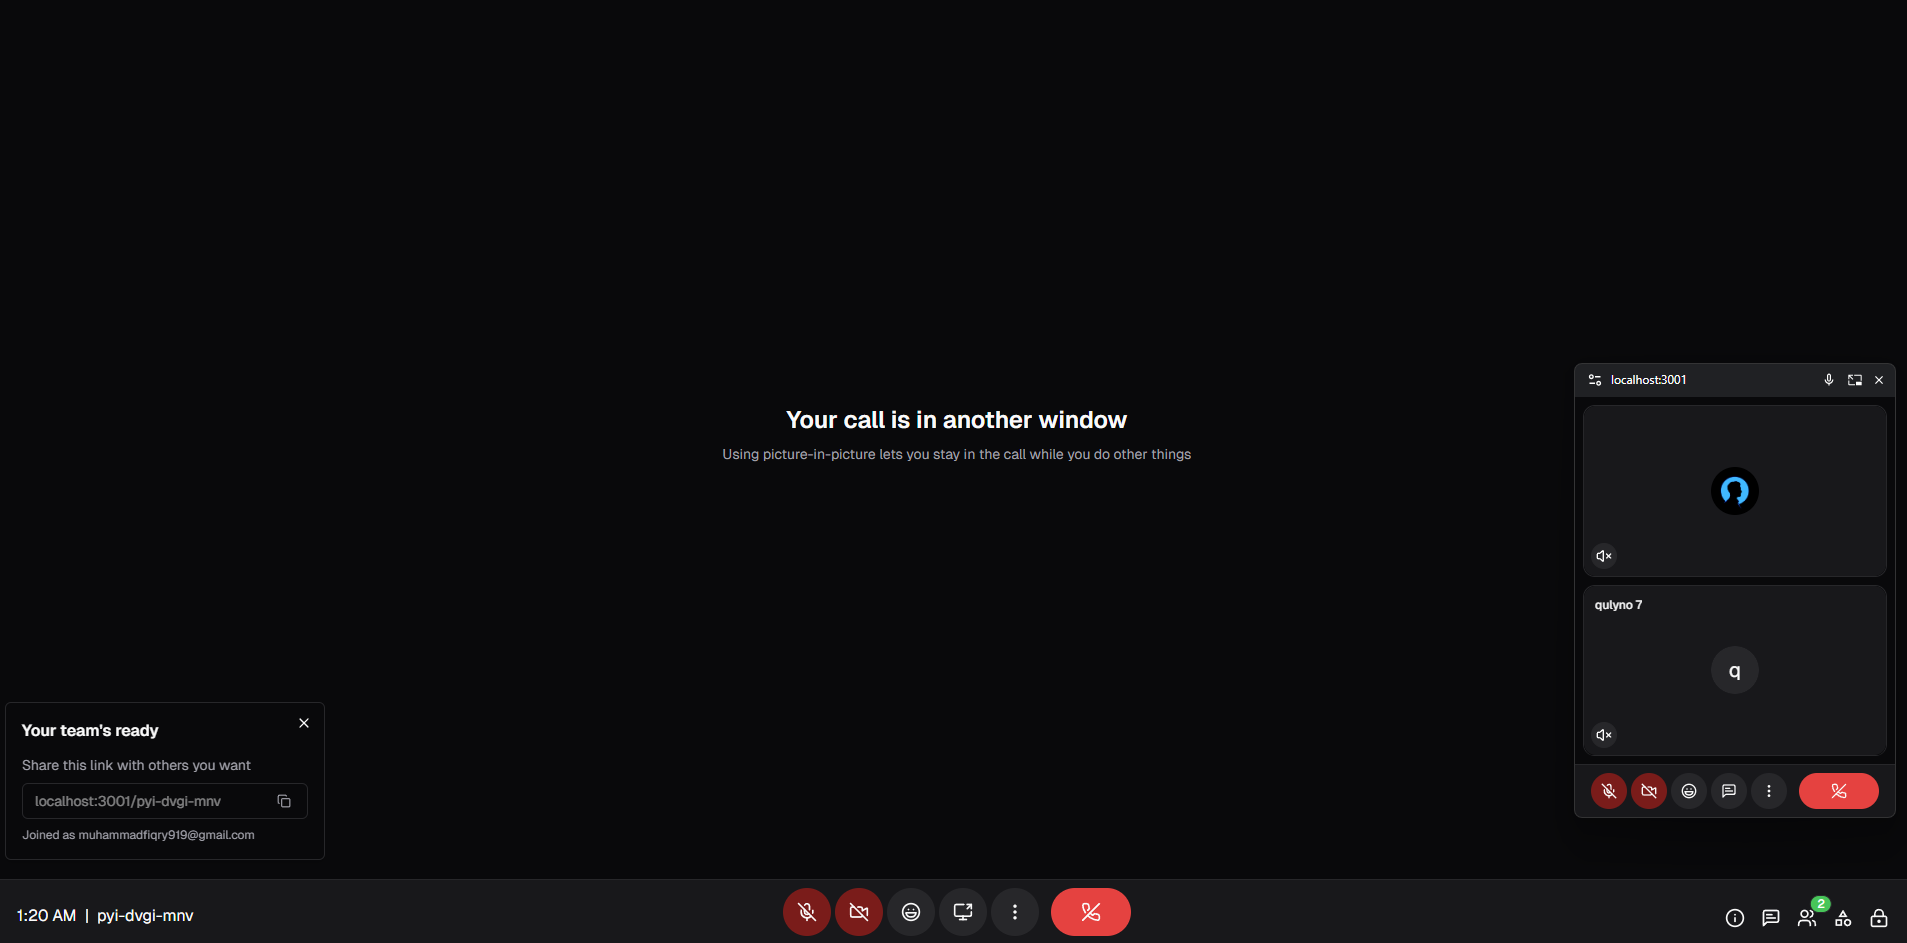 Your call is in another window
Using picture-in-picture lets you stay in the call while you do other things
localhost:3001
qulyno 7
q
Your team's ready
Share this link with others you want
localhost:3001/pyi-dvgi-mnv
Joined as muhammadfiqry919@gmail.com
1:20 AM | pyi-dvgi-mnv
2